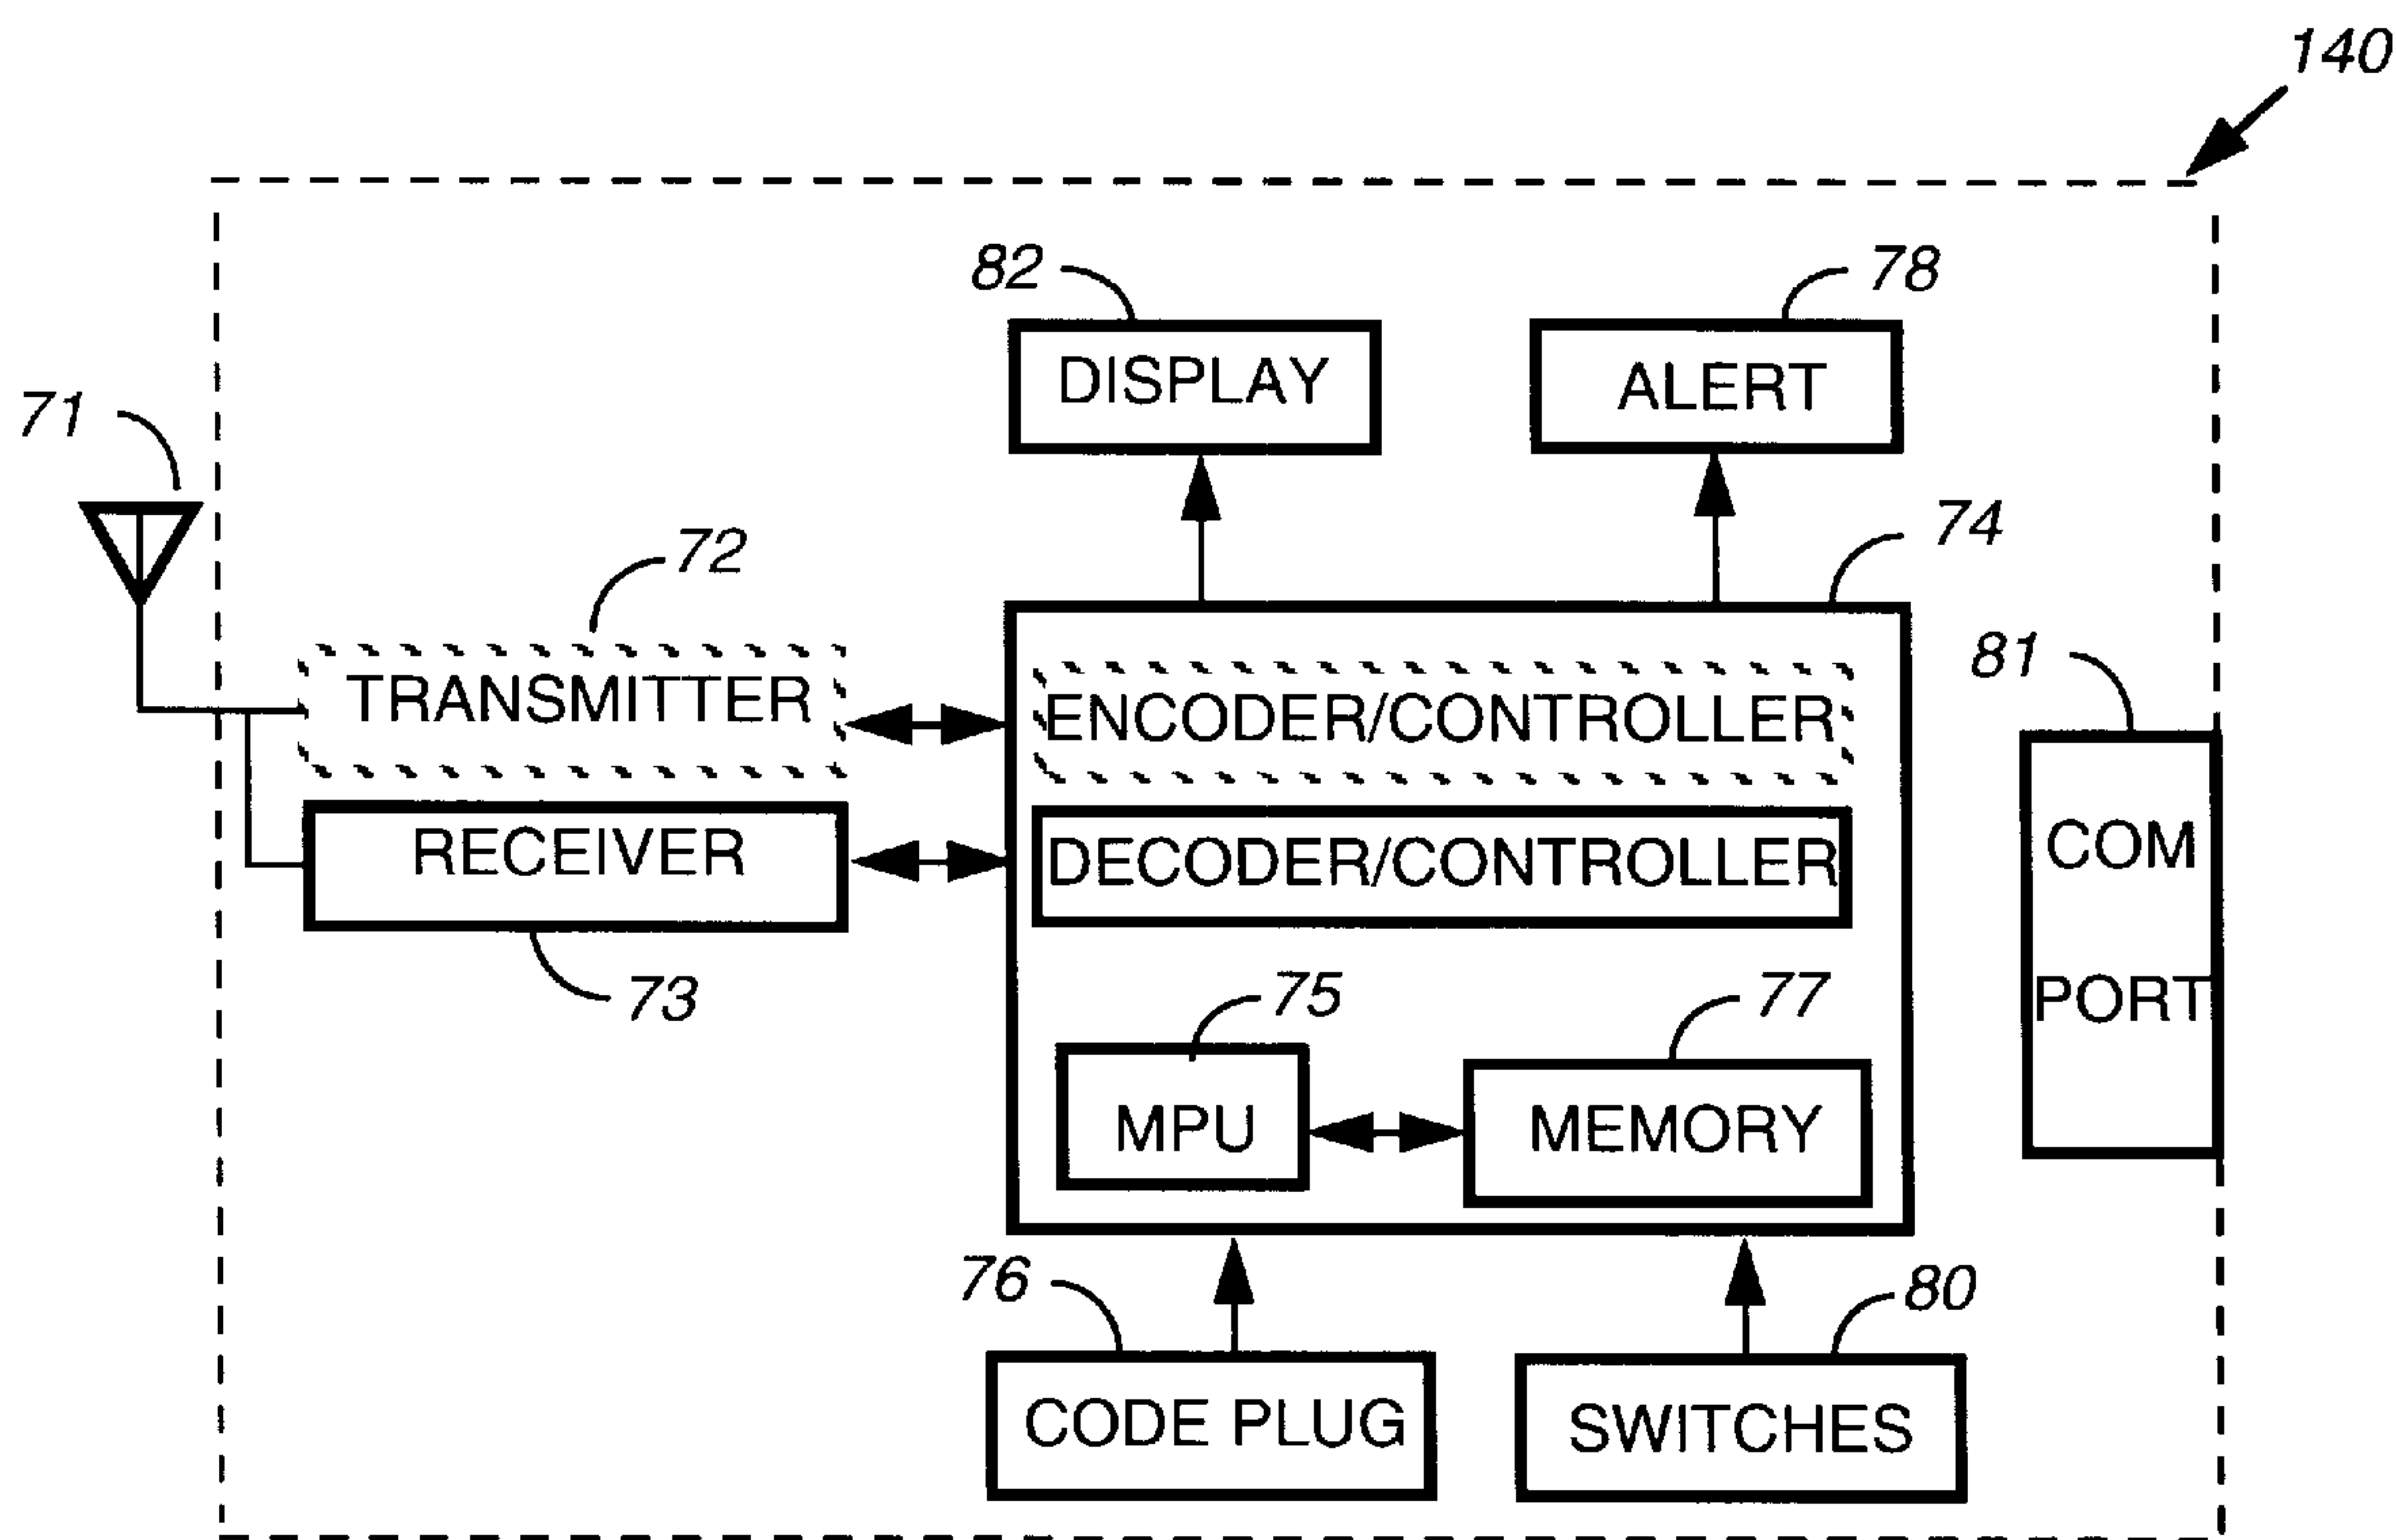 140
82
78
DISPLAY
ALERT
71
74
72
81
TRANSMITTER
ENCODER/CONTROLLER
RECEIVER
DECODER/CONTROLLER
COM
PORT
73
75
77
MPU
MEMORY
76
80
CODE PLUG
SWITCHES